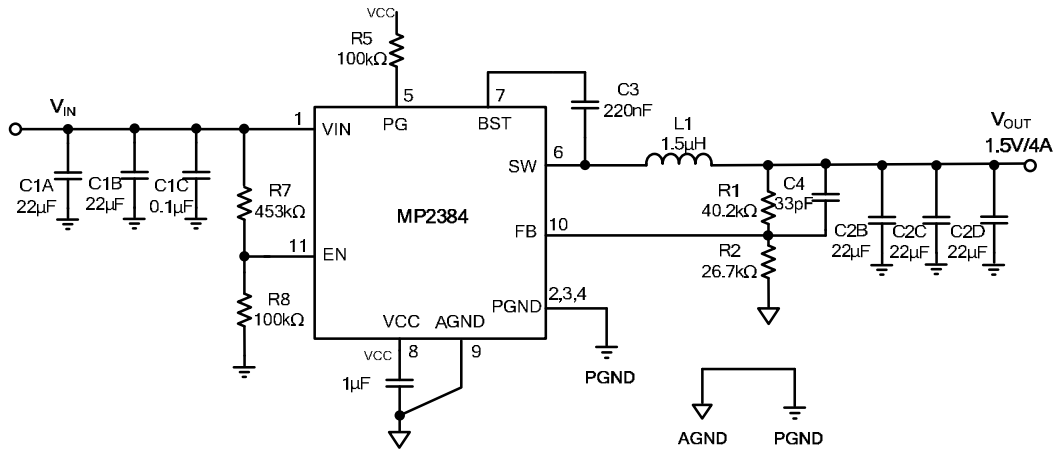 VCC
R5
100kΩ
5
7
C3
220nF
VIN
1
VIN
PG
BST
L1
1.5μH
VOUT
1.5V/4A
6
SW
C1A
22μF
C1B
22μF
C1C
0.1μF
R7
453kΩ
MP2384
R1
40.2kΩ
C4
33pF
FB
10
C2B
22μF
C2C
22μF
C2D
22μF
11
EN
R2
26.7kΩ
R8
100kΩ
PGND
2,3,4
VCC
AGND
VCC
8
9
1μF
PGND
AGND
PGND